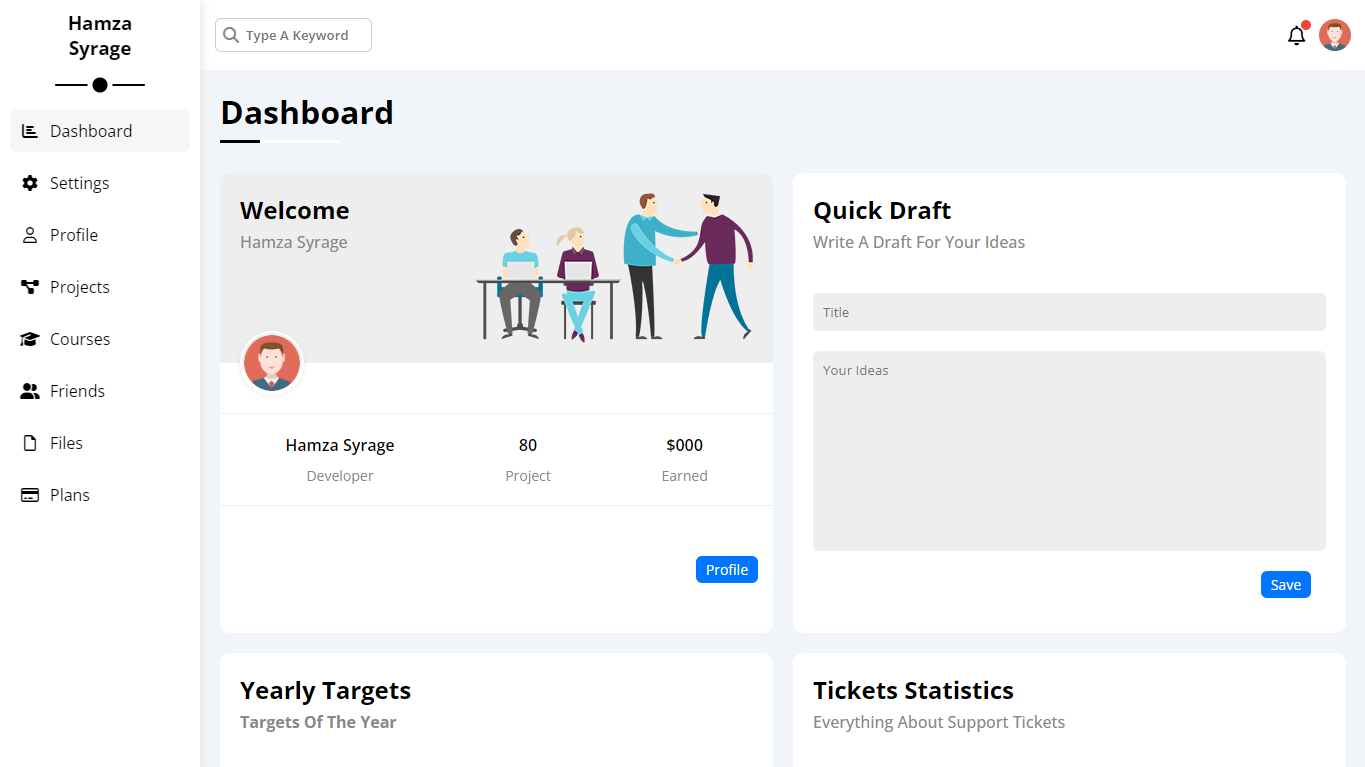 Hamza
Syrage
Dashboard
Settings
Profile
Projects
Courses
Friends
Files
Plans
Type A Keyword
Dashboard
Welcome
Hamza Syrage
Hamza Syrage
Developer
80
Project
$000
Earned
Profile
Quick Draft
Write A Draft For Your Ideas
Title
Your Ideas
Save
Yearly Targets
Targets Of The Year
Tickets Statistics
Everything About Support Tickets